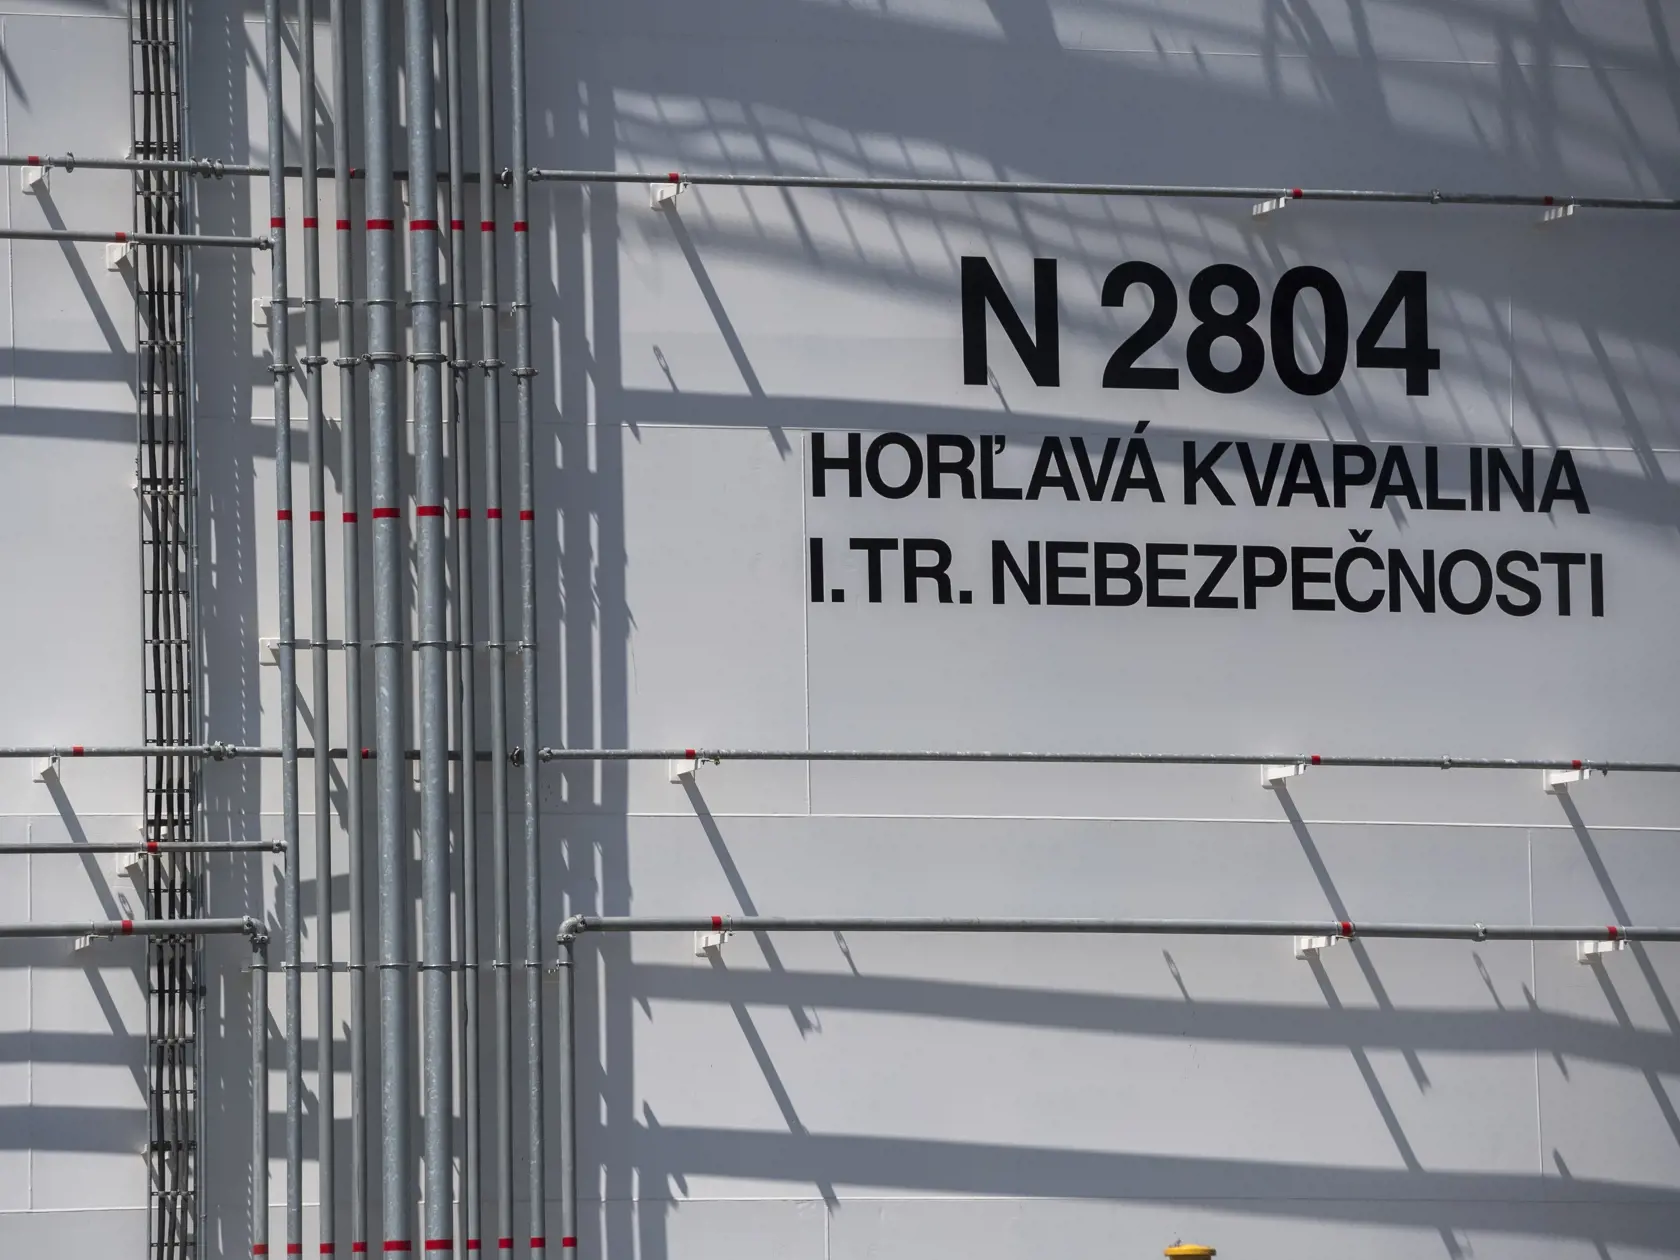 N 2804
HORĽAVÁ KVAPALINA
I.TR. NEBEZPEČNOSTI